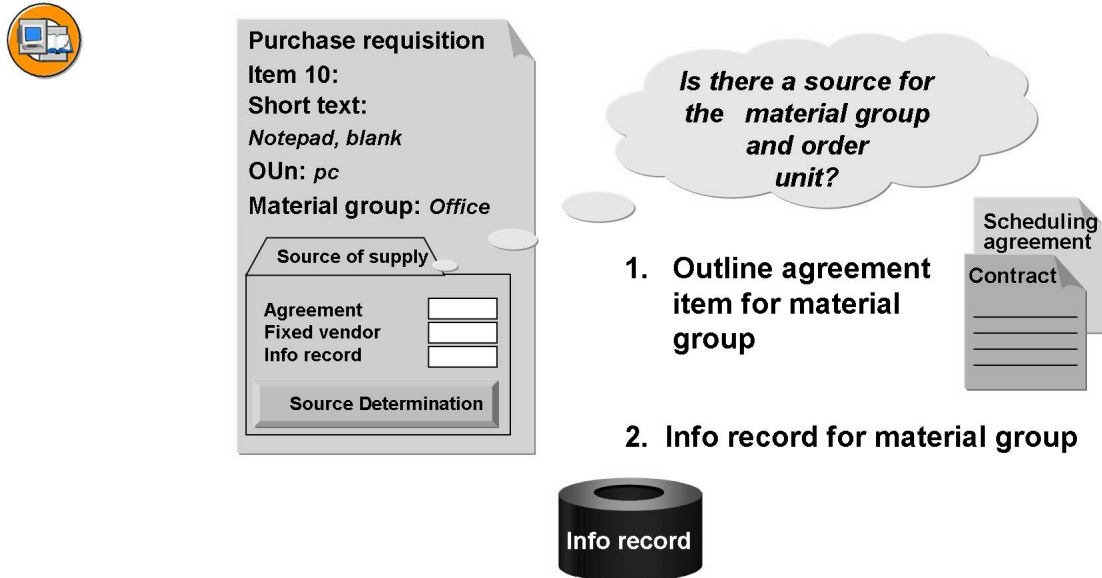 Purchase requisition
Item 10:
Short text:
Notepad, blank
OUn: pc
Material group: Office
Source of supply
Agreement
Fixed vendor
Info record
Source Determination
Is there a source for
the material group
and order
unit?
Scheduling
agreement
Contract
1. Outline agreement
item for material
group
2. Info record for material group
Info record